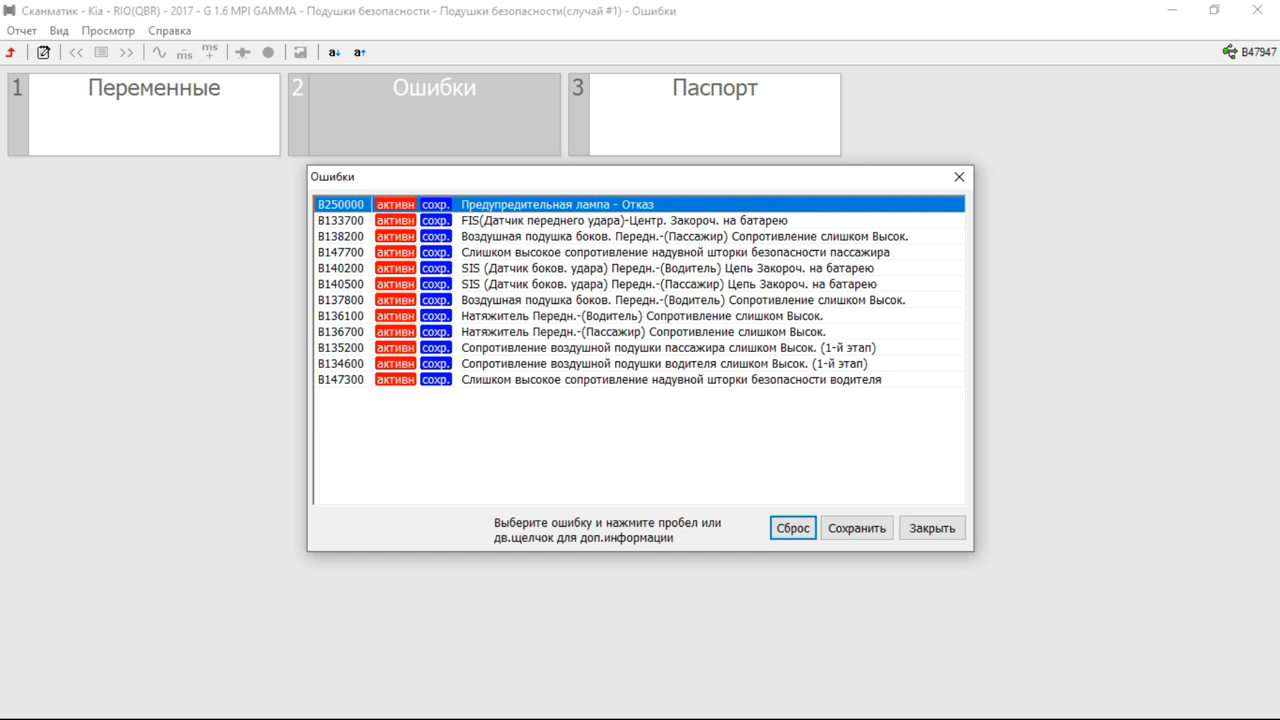 Сканматик - Kia - RIO(QBR) - 2017 - G 1.6 MPI GAMMA - Подушки безопасности - Подушки безопасности(случай #1) - Ошибки
Отчет Вид Просмотр Справка
<< >> ms ms a↓ a↑ B47947
1 Переменные 2 Ошибки 3 Паспорт
Ошибки
B250000 активн сохр. Предупредительная лампа - Отказ
B133700 активн сохр. FIS(Датчик переднего удара)-Центр. Закороч. на батарею
B138200 активн сохр. Воздушная подушка боков. Передн.-(Пассажир) Сопротивление слишком Высок.
B147700 активн сохр. Слишком высокое сопротивление надувной шторки безопасности пассажира
B140200 активн сохр. SIS (Датчик боков. удара) Передн.-(Водитель) Цепь Закороч. на батарею
B140500 активн сохр. SIS (Датчик боков. удара) Передн.-(Пассажир) Цепь Закороч. на батарею
B137800 активн сохр. Воздушная подушка боков. Передн.-(Водитель) Сопротивление слишком Высок.
B136100 активн сохр. Натяжитель Передн.-(Водитель) Сопротивление слишком Высок.
B136700 активн сохр. Натяжитель Передн.-(Пассажир) Сопротивление слишком Высок.
B135200 активн сохр. Сопротивление воздушной подушки пассажира слишком Высок. (1-й этап)
B134600 активн сохр. Сопротивление воздушной подушки водителя слишком Высок. (1-й этап)
B147300 активн сохр. Слишком высокое сопротивление надувной шторки безопасности водителя
Выберите ошибку и нажмите пробел или
дв.щелчок для доп.информации
Сброс Сохранить Закрыть